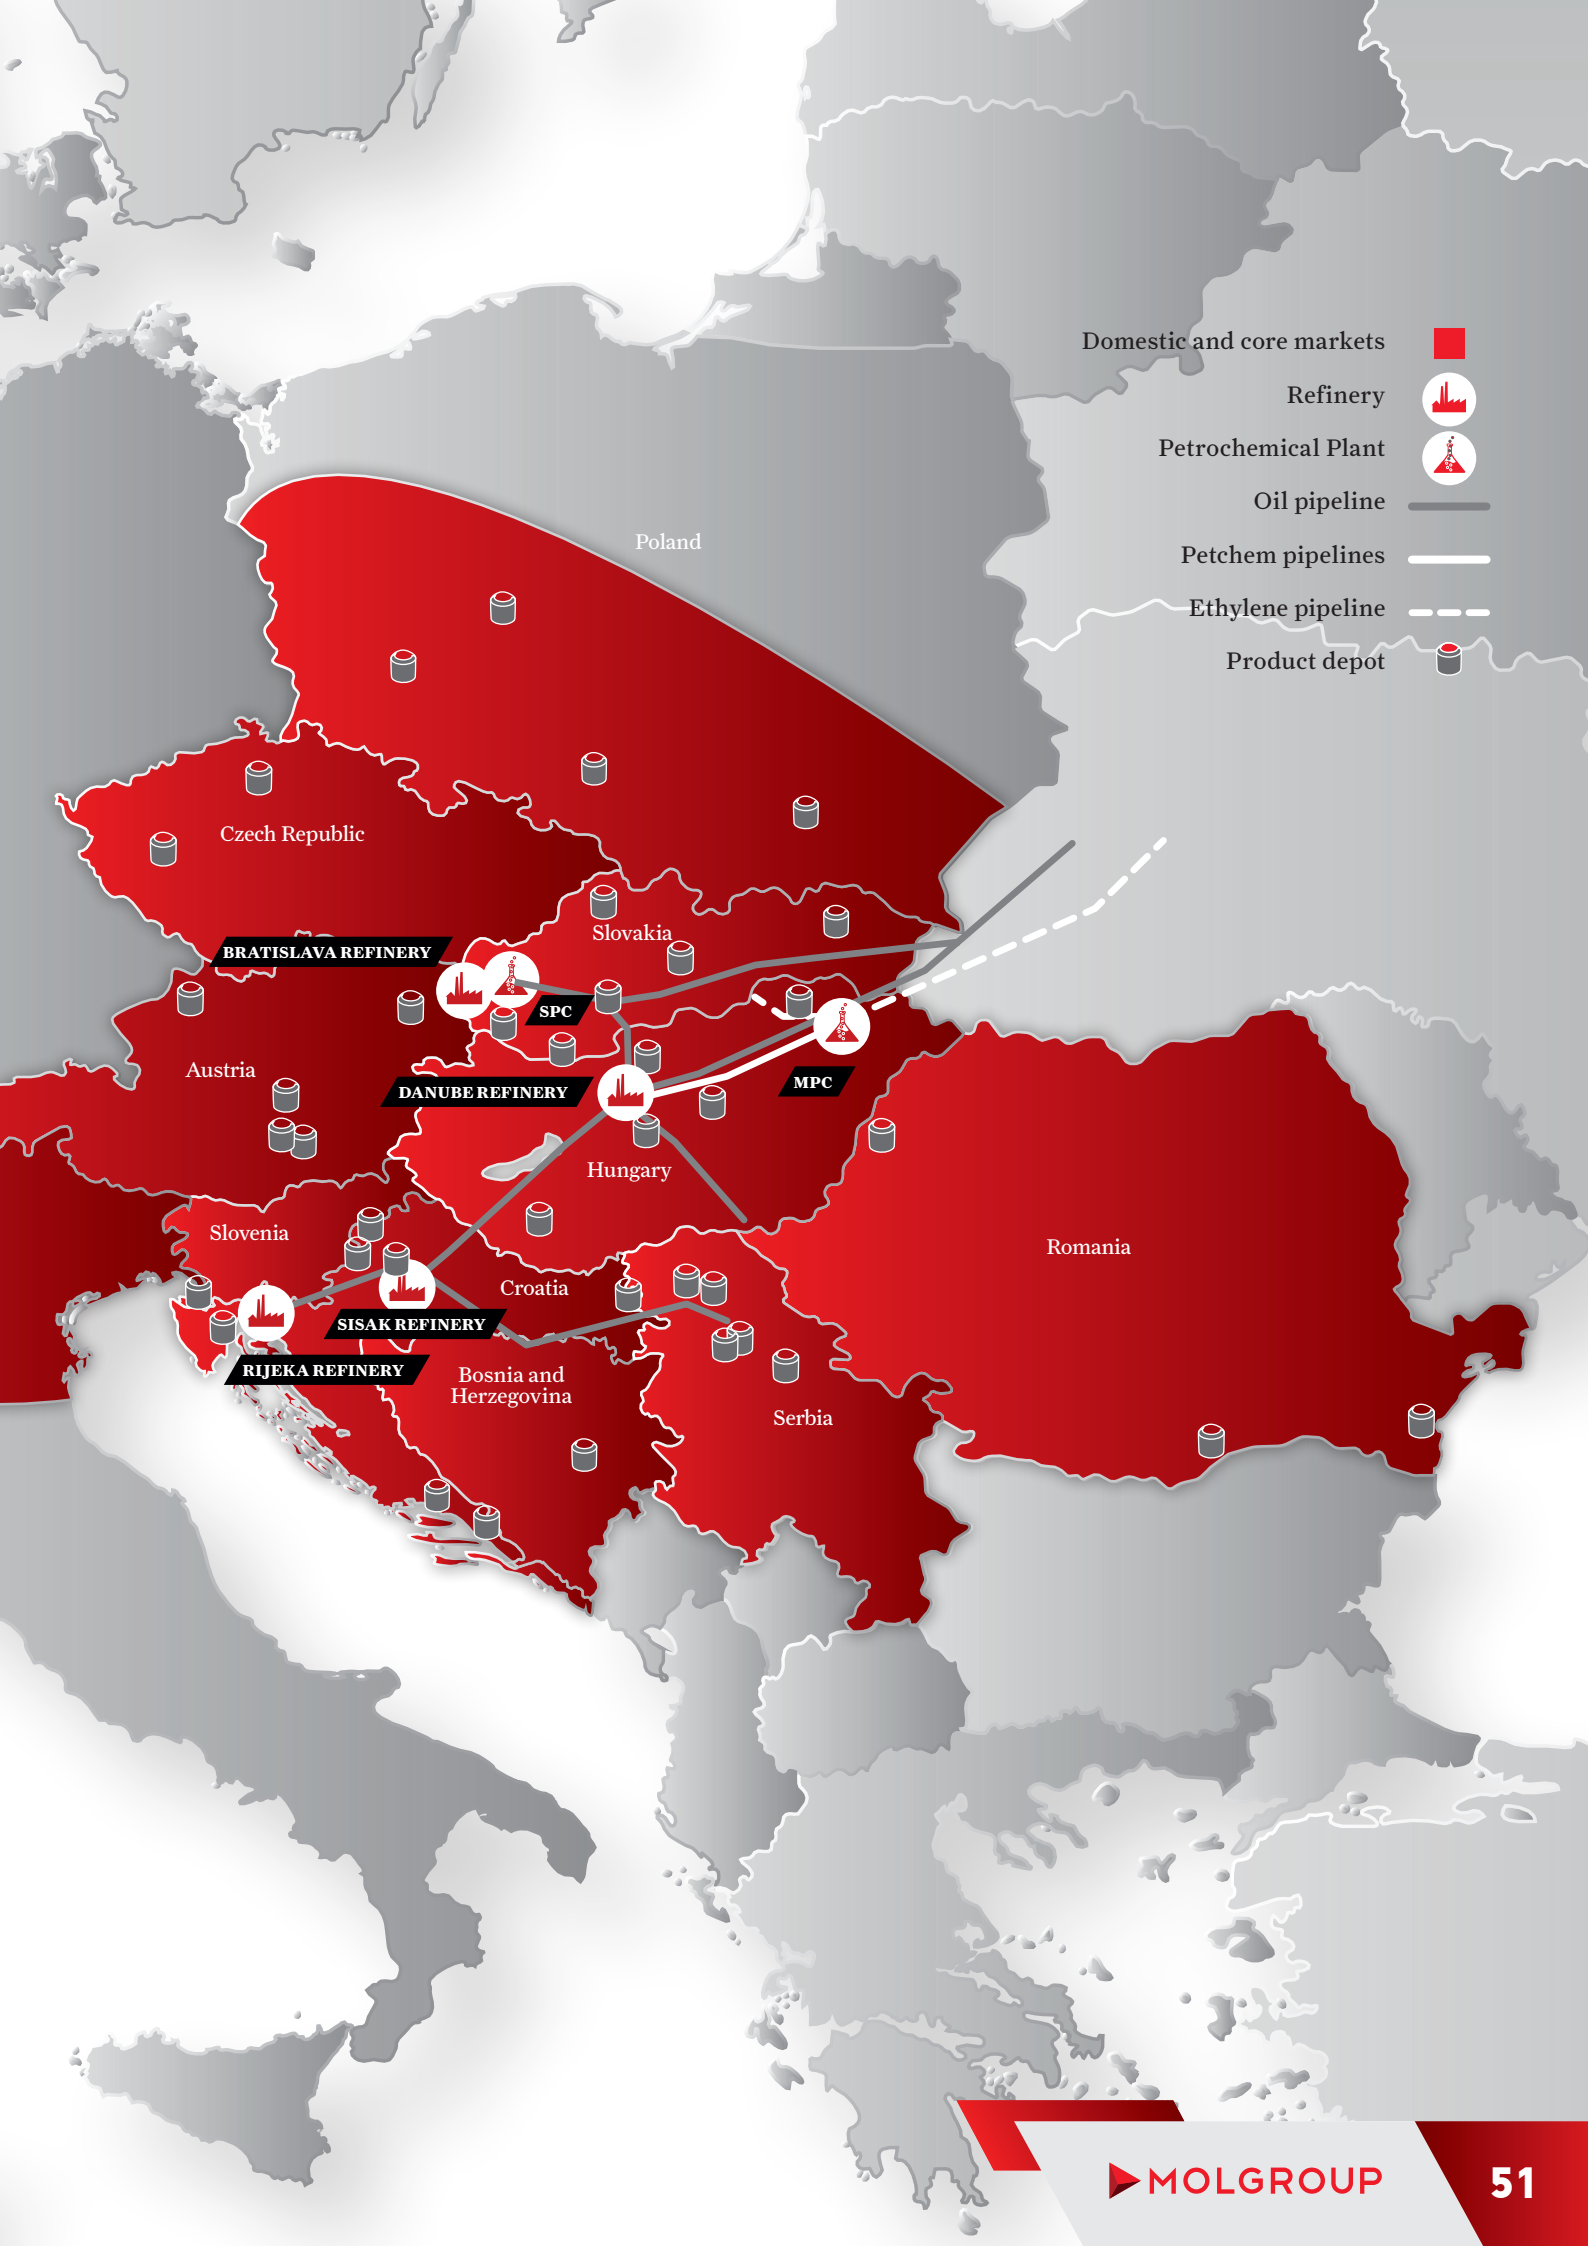 Domestic and core markets
Refinery
Petrochemical Plant
Oil pipeline
Poland
Petchem pipelines
Ethylene pipeline
Product depot
Czech Republic
Slovakia
BRATISLAVA REFINERY
SPC
Austria
MPC
DANUBE REFINERY
Hungary
Slovenia
Romania
Croatia
SISAK REFINERY
RIJEKA REFINERY
Bosnia and
Herzegovina
Serbia
MOLGROUP
51